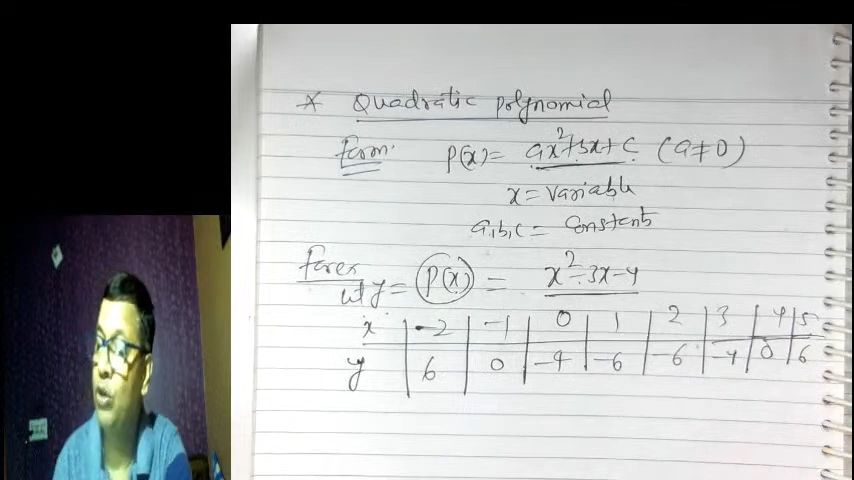 * Quadratic polynomial
Form: P(x) = ax²+bx+c (a≠0)
x = Variable
a,b,c = Constants
For ex
let y = P(x) = x²-3x-4
x | -2 | -1 | 0 | 1 | 2 | 3 | 4 | 5
y | 6 | 0 | -4 | -6 | -6 | -4 | 0 | 6